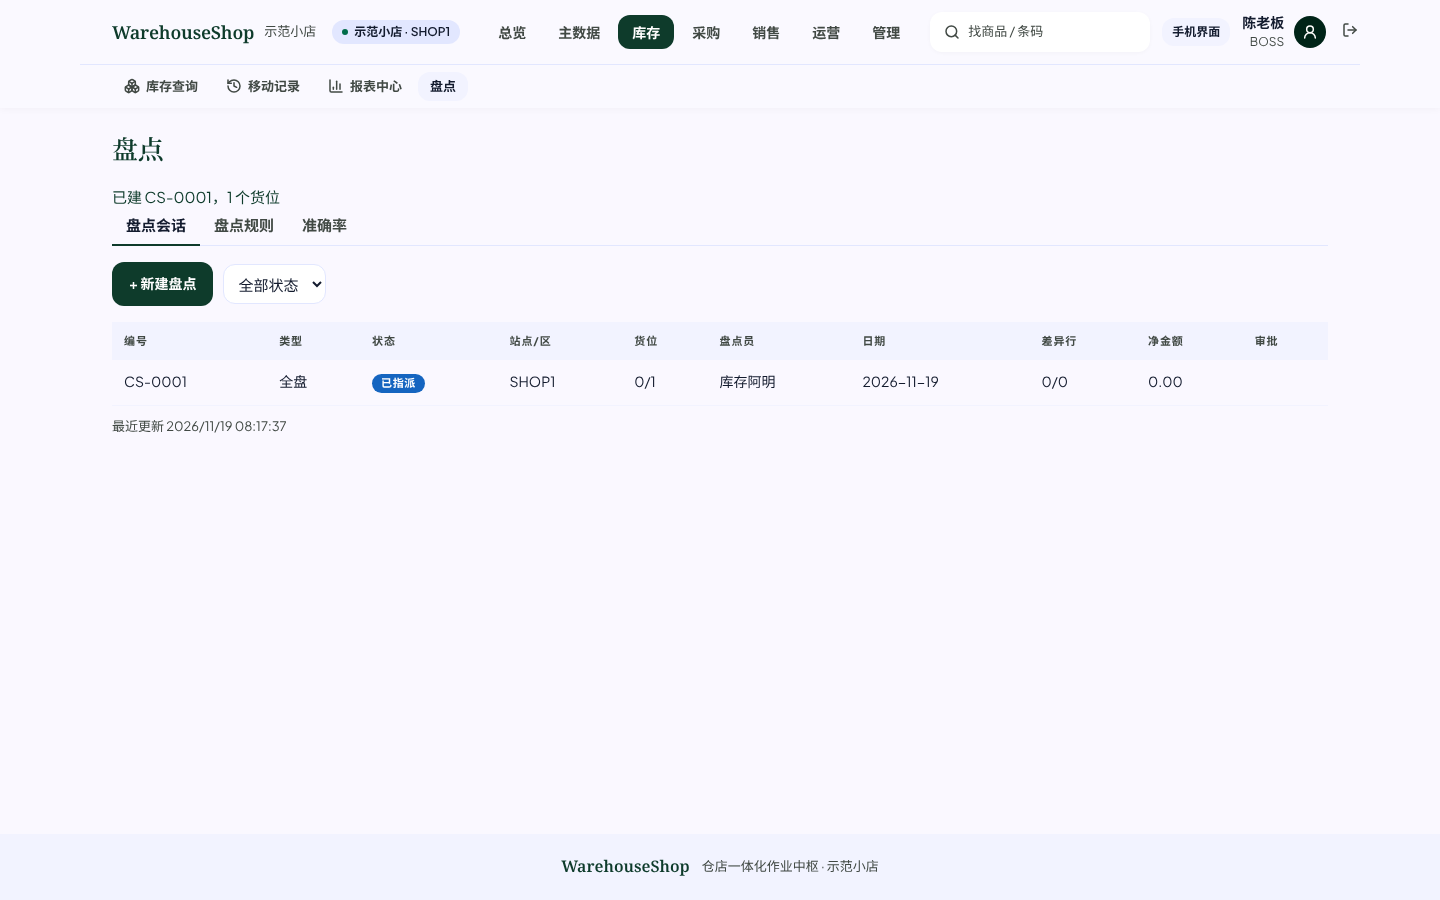 WarehouseShop 示范小店 示范小店 · SHOP1 总览 主数据 库存 采购 销售 运营 管理 找商品 / 条码 手机界面 陈老板
BOSS
库存查询 移动记录 报表中心 盘点
盘点
已建 CS-0001，1 个货位
盘点会话 盘点规则 准确率
+ 新建盘点 全部状态
编号 类型 状态 站点/区 货位 盘点员 日期 差异行 净金额 审批
CS-0001 全盘 已指派 SHOP1 0/1 库存阿明 2026-11-19 0/0 0.00
最近更新 2026/11/19 08:17:37
WarehouseShop 仓店一体化作业中枢 · 示范小店